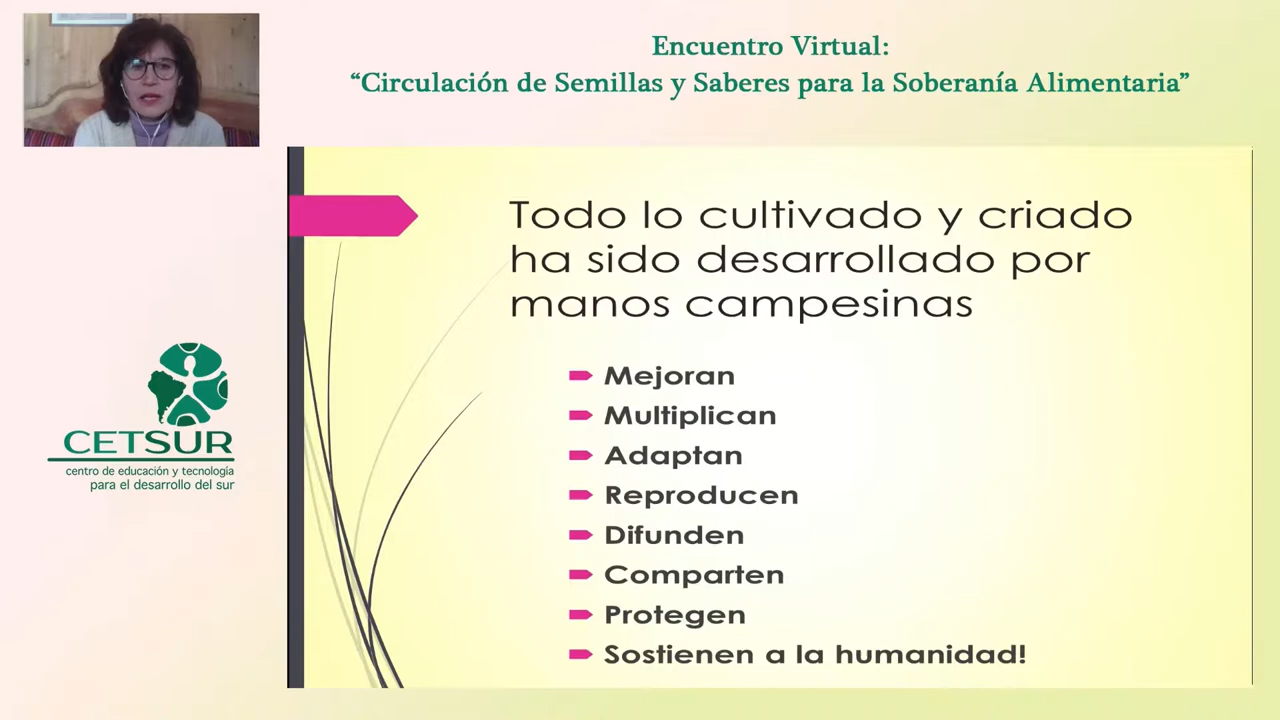 Encuentro Virtual:
“Circulación de Semillas y Saberes para la Soberanía Alimentaria”
Todo lo cultivado y criado
ha sido desarrollado por
manos campesinas
Mejoran
Multiplican
Adaptan
Reproducen
Difunden
Comparten
Protegen
Sostienen a la humanidad!
CETSUR
centro de educación y tecnología
para el desarrollo del sur